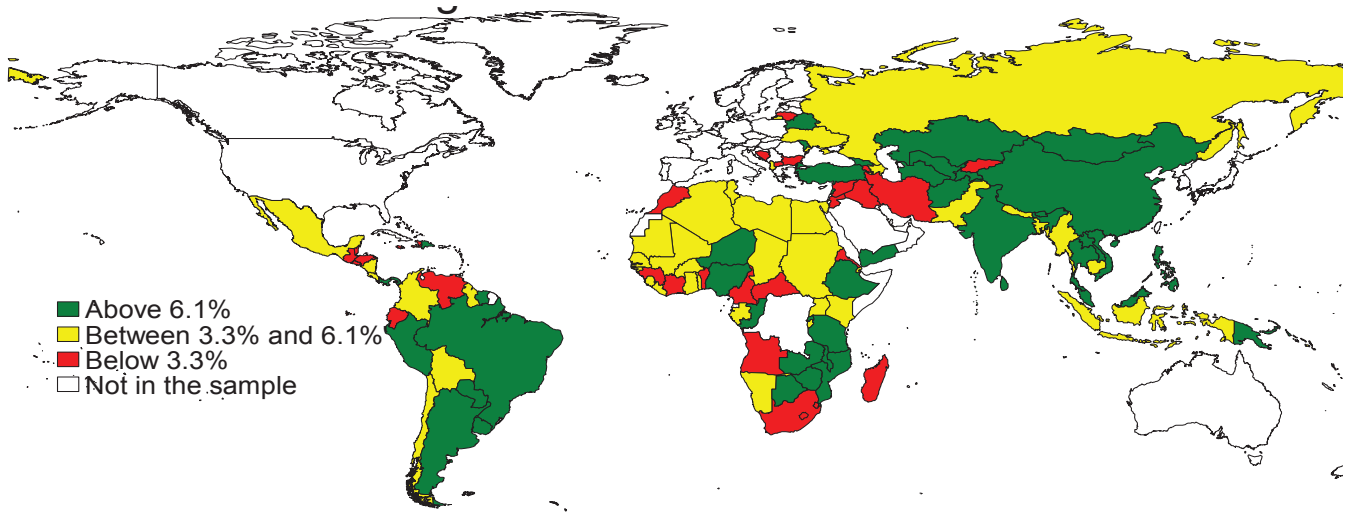 Above 6.1%
Between 3.3% and 6.1%
Below 3.3%
Not in the sample